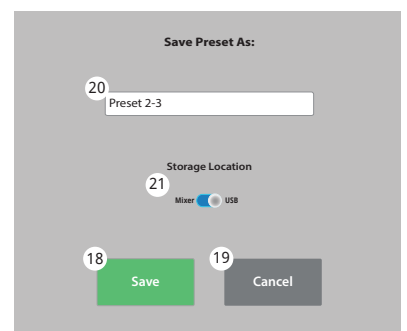 Save Preset As:
20
Preset 2-3
Storage Location
21
Mixer USB
18 19
Save Cancel